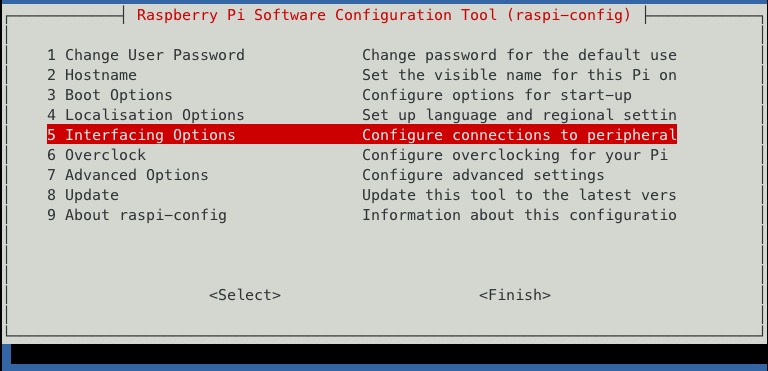 Raspberry Pi Software Configuration Tool (raspi-config)
1 Change User Password Change password for the default use
2 Hostname Set the visible name for this Pi on
3 Boot Options Configure options for start-up
4 Localisation Options Set up language and regional settin
5 Interfacing Options Configure connections to peripheral
6 Overclock Configure overclocking for your Pi
7 Advanced Options Configure advanced settings
8 Update Update this tool to the latest vers
9 About raspi-config Information about this configuratio
<Select> <Finish>